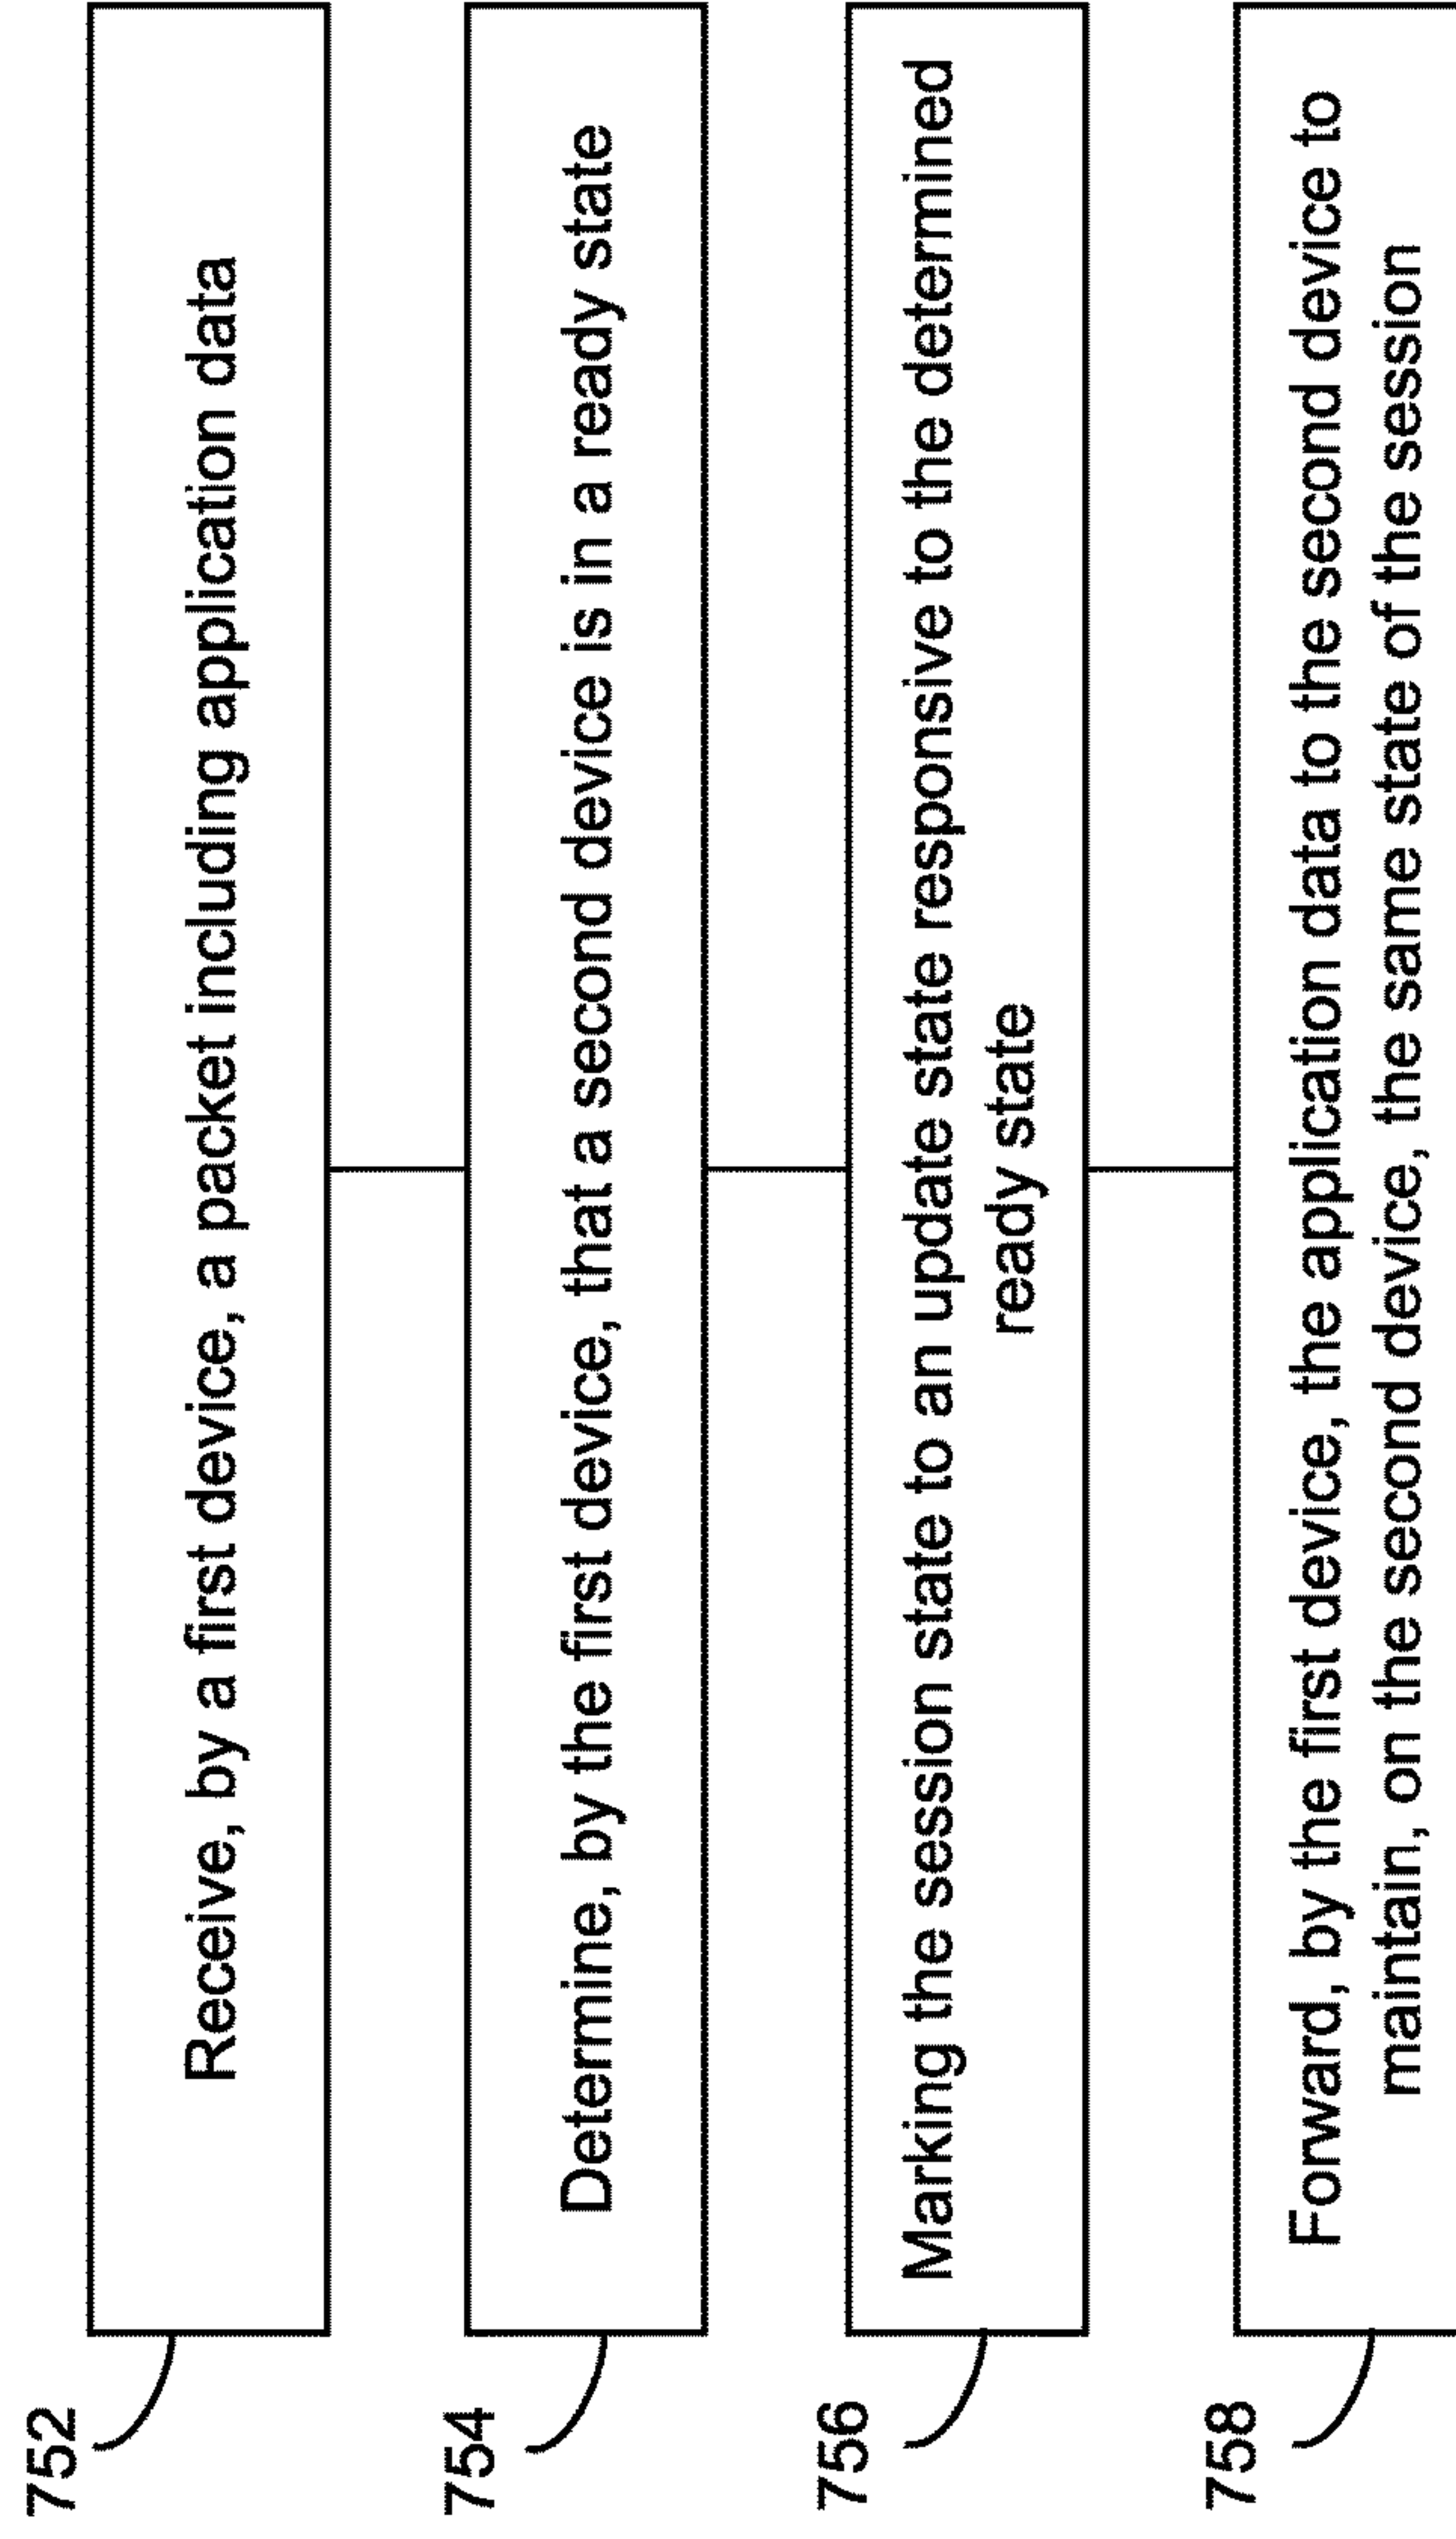 752
Receive, by a first device, a packet including application data
754
Determine, by the first device, that a second device is in a ready state
756
Marking the session state to an update state responsive to the determined
ready state
758
Forward, by the first device, the application data to the second device to
maintain, on the second device, the same state of the session